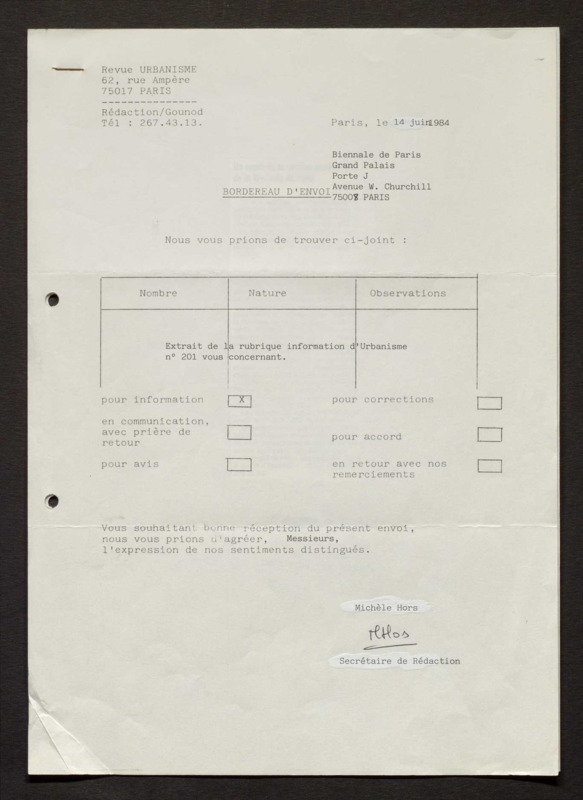 Revue URBANISME
62, rue Ampère
75017 PARIS
---------------
Rédaction/Gounod
Tél : 267.43.13.
Paris, le 14 juin 1984
Biennale de Paris
Grand Palais
Porte J
Avenue W. Churchill
75008 PARIS
BORDEREAU D'ENVOI
Nous vous prions de trouver ci-joint :
Nombre Nature Observations
Extrait de la rubrique information d'Urbanisme
n° 201 vous concernant.
pour information X pour corrections
en communication,
avec prière de
retour
pour accord
pour avis
en retour avec nos
remerciements
Vous souhaitant bonne réception du présent envoi,
nous vous prions d'agréer, Messieurs,
l'expression de nos sentiments distingués.
Michèle Hors
MHos
Secrétaire de Rédaction